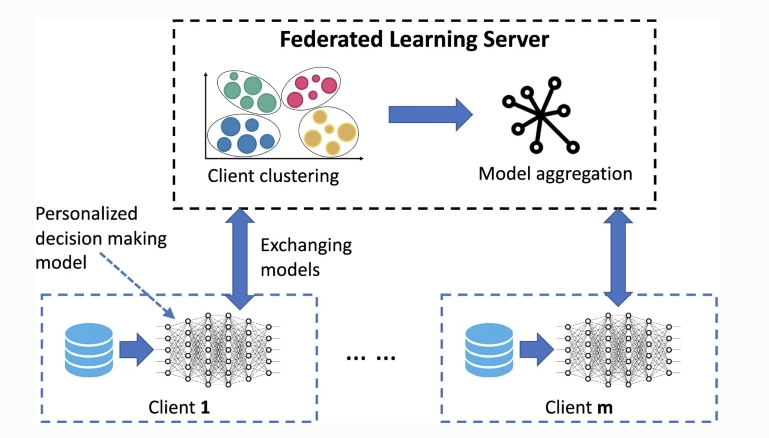 Federated Learning Server
Client clustering
Model aggregation
Personalized
decision making
model
Exchanging
models
... ...
Client 1
Client m